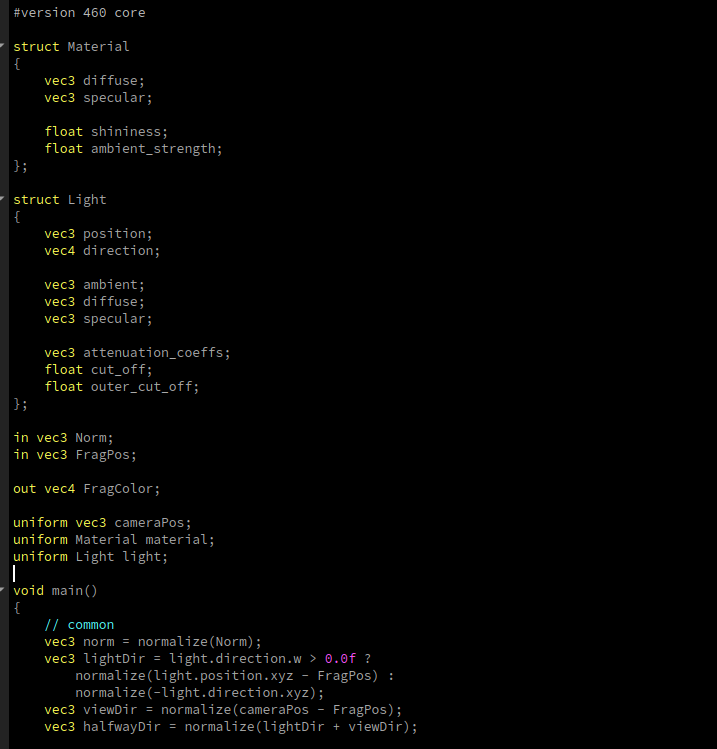 #version 460 core
struct Material
{
    vec3 diffuse;
    vec3 specular;
    float shininess;
    float ambient_strength;
};
struct Light
{
    vec3 position;
    vec4 direction;
    vec3 ambient;
    vec3 diffuse;
    vec3 specular;
    vec3 attenuation_coeffs;
    float cut_off;
    float outer_cut_off;
};
in vec3 Norm;
in vec3 FragPos;
out vec4 FragColor;
uniform vec3 cameraPos;
uniform Material material;
uniform Light light;
void main()
{
    // common
    vec3 norm = normalize(Norm);
    vec3 lightDir = light.direction.w > 0.0f ?
        normalize(light.position.xyz - FragPos) :
        normalize(-light.direction.xyz);
    vec3 viewDir = normalize(cameraPos - FragPos);
    vec3 halfwayDir = normalize(lightDir + viewDir);